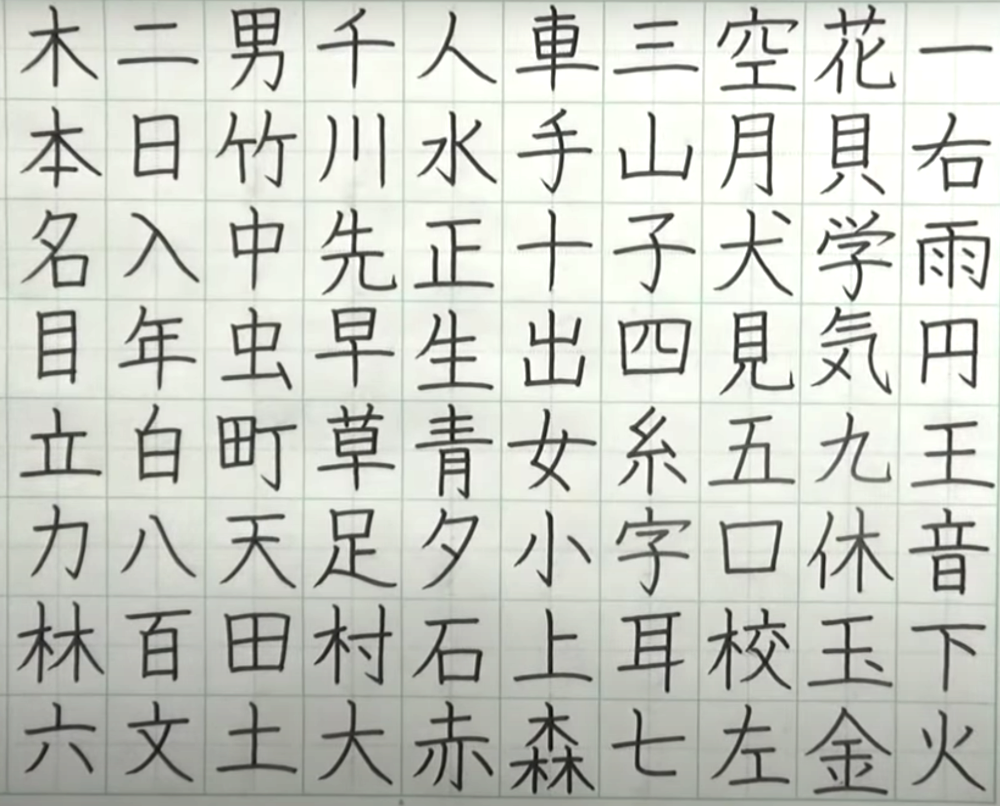 一右雨円王音下火
花貝学気九休玉金
空月犬見五口校左
三山子四糸字耳七
車手十出女小上森
人水正生青夕石赤
千川先早草足村大
男竹中虫町天田土
二日入年白八百文
木本名目立力林六